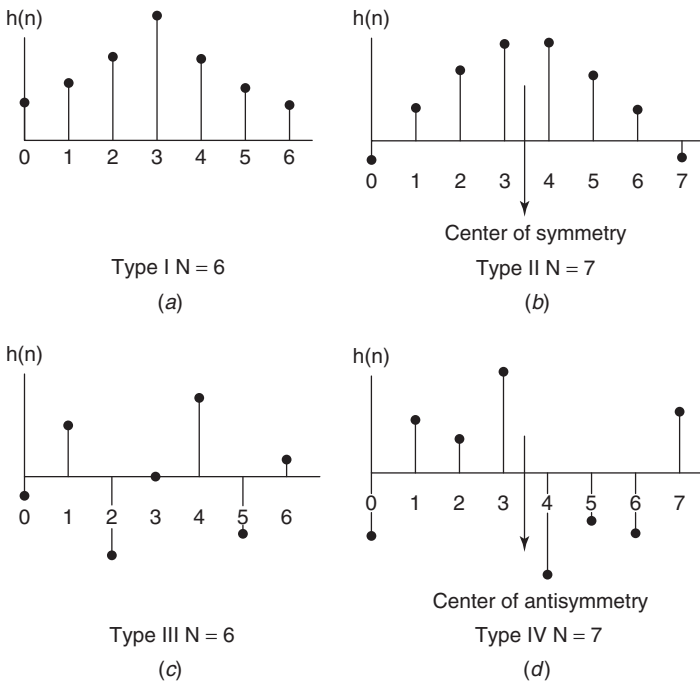 h(n)
0 1 2 3 4 5 6
Type I N = 6
(a)
h(n)
0 1 2 3 4 5 6 7
Center of symmetry
Type II N = 7
(b)
h(n)
0 1 2 3 4 5 6
Type III N = 6
(c)
h(n)
0 1 2 3 4 5 6 7
Center of antisymmetry
Type IV N = 7
(d)